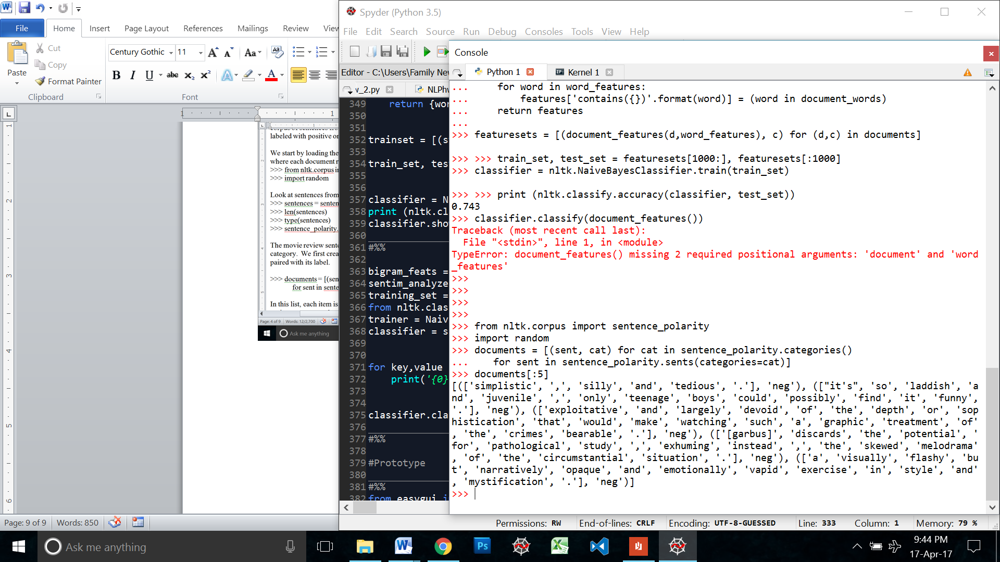 File Home Insert Page Layout References Mailings Review View
Cut
Copy
Format Painter
Paste
Century Gothic 11
Clipboard
Font
labeled with positive or
We start by loading the
where each document r
>>> from nltk.corpus i
>>> import random
Look at sentences from
>>> sentences = senten
>>> len(sentences)
>>> type(sentences)
>>> sentence_polarity.
The movie review sente
category. We first crea
paired with its label.
>>> documents = [(sen
for sent in sente
In this list, each item is
Page: 4 of 9 Words: 12/2,700
Ask me anything
Page: 9 of 9 Words: 850
Spyder (Python 3.5)
File Edit Search Source Run Debug Consoles Tools View Help
Editor - C:\Users\Family Nev
w_2.py NLPhw
349 return {wor
350
351
352 trainset = [(s
353
354 train_set, tes
355
356
357 classifier = N
358 print (nltk.cl
359 classifier.sho
360
361 #%%
362
363 bigram_feats =
364 sentim_analyze
365 training_set =
366 from nltk.clas
367 trainer = Naiv
368 classifier = s
369
370
371 for key,value
372 print('{0}
373
374
375 classifier.cla
376
377 #%%
378
379 #Prototype
380
381 #%%
382 from easygui i
Console
Python 1 Kernel 1
... for word in word_features:
... features['contains({})'.format(word)] = (word in document_words)
... return features
...
>>> featuresets = [(document_features(d,word_features), c) for (d,c) in documents]
>>> >>> train_set, test_set = featuresets[1000:], featuresets[:1000]
>>> classifier = nltk.NaiveBayesClassifier.train(train_set)
>>> >>> print (nltk.classify.accuracy(classifier, test_set))
0.743
>>> classifier.classify(document_features())
Traceback (most recent call last):
File "<stdin>", line 1, in <module>
TypeError: document_features() missing 2 required positional arguments: 'document' and 'word
_features'
>>>
>>>
>>>
>>>
>>> from nltk.corpus import sentence_polarity
>>> import random
>>> documents = [(sent, cat) for cat in sentence_polarity.categories()
... for sent in sentence_polarity.sents(categories=cat)]
>>> documents[:5]
[(['simplistic', ',', 'silly', 'and', 'tedious', '.'], 'neg'), (["it's", 'so', 'laddish', 'a
nd', 'juvenile', ',', 'only', 'teenage', 'boys', 'could', 'possibly', 'find', 'it', 'funny',
'.'], 'neg'), (['exploitative', 'and', 'largely', 'devoid', 'of', 'the', 'depth', 'or', 'sop
histication', 'that', 'would', 'make', 'watching', 'such', 'a', 'graphic', 'treatment', 'of'
, 'the', 'crimes', 'bearable', '.'], 'neg'), (['[garbus]', 'discards', 'the', 'potential', '
for', 'pathological', 'study', ',', 'exhuming', 'instead', ',', 'the', 'skewed', 'melodrama'
, 'of', 'the', 'circumstantial', 'situation', '.'], 'neg'), (['a', 'visually', 'flashy', 'bu
t', 'narratively', 'opaque', 'and', 'emotionally', 'vapid', 'exercise', 'in', 'style', 'and'
, 'mystification', '.'], 'neg')]
>>>
Permissions: RW End-of-lines: CRLF Encoding: UTF-8-GUESSED Line: 333 Column: 1 Memory: 79 %
Ask me anything
9:44 PM
17-Apr-17